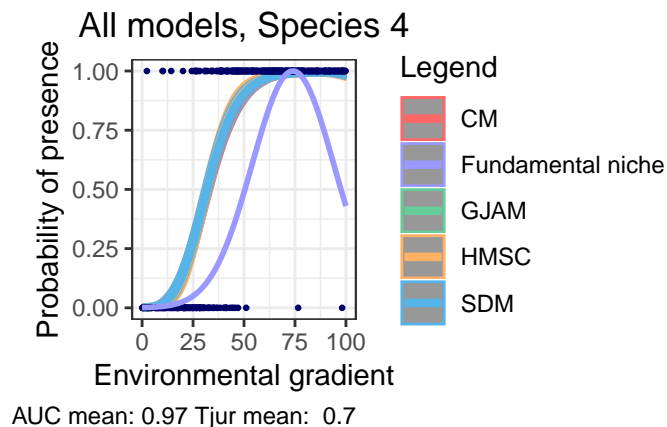 All models, Species 4
Probability of presence
1.00
0.75
0.50
0.25
0.00
0
25
50
75
100
Environmental gradient
Legend
CM
Fundamental niche
GJAM
HMSC
SDM
AUC mean: 0.97 Tjur mean: 0.7